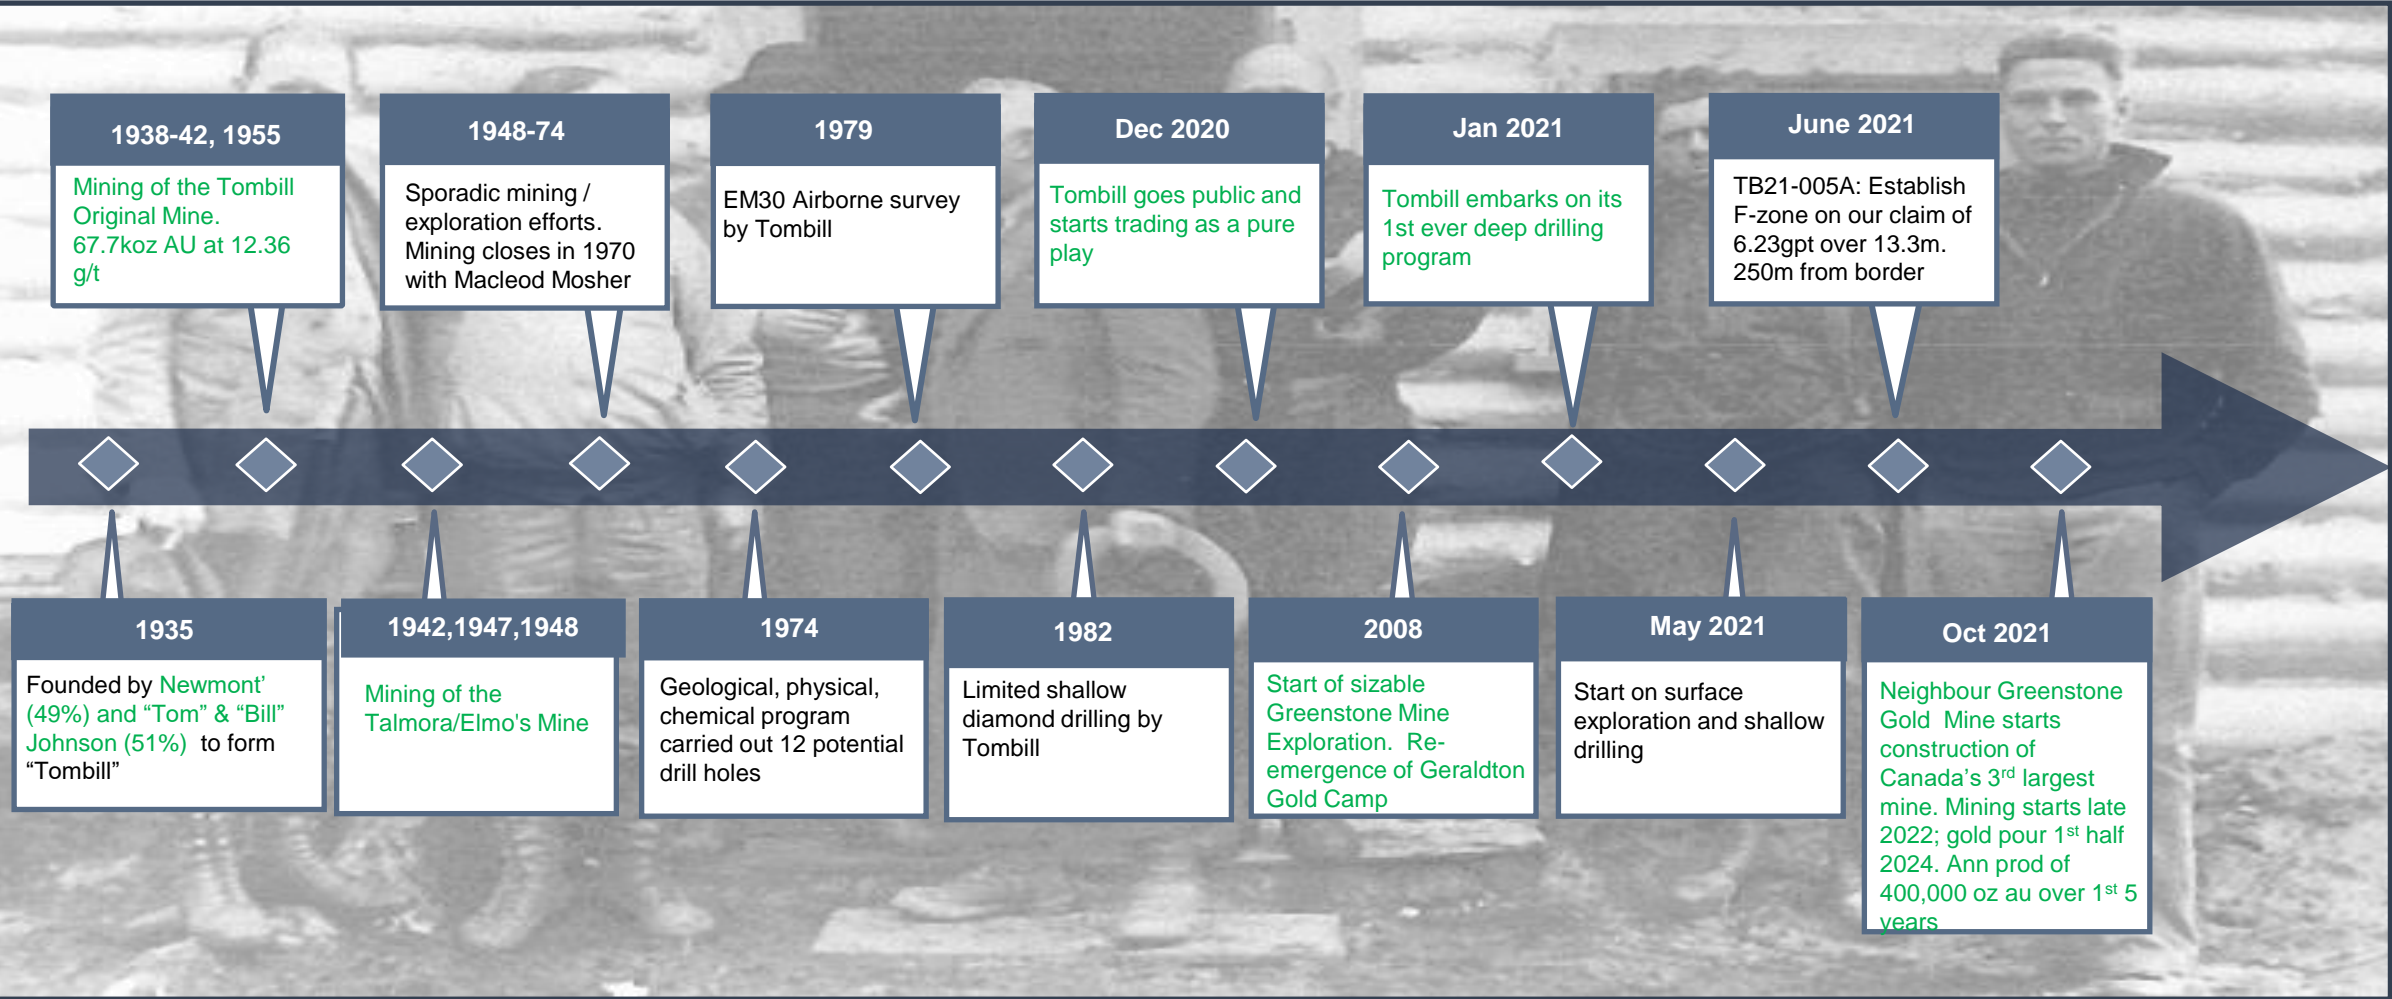 1938-42, 1955
Mining of the Tombill
Original Mine.
67.7koz AU at 12.36
g/t
1948-74
Sporadic mining /
exploration efforts.
Mining closes in 1970
with Macleod Mosher
1979
EM30 Airborne survey
by Tombill
Dec 2020
Tombill goes public and
starts trading as a pure
play
Jan 2021
Tombill embarks on its
1st ever deep drilling
program
June 2021
TB21-005A: Establish
F-zone on our claim of
6.23gpt over 13.3m.
250m from border
1935
Founded by Newmont’
(49%) and “Tom” & “Bill”
Johnson (51%) to form
“Tombill”
1942,1947,1948
Mining of the
Talmora/Elmo's Mine
1974
Geological, physical,
chemical program
carried out 12 potential
drill holes
1982
Limited shallow
diamond drilling by
Tombill
2008
Start of sizable
Greenstone Mine
Exploration. Re-
emergence of Geraldton
Gold Camp
May 2021
Start on surface
exploration and shallow
drilling
Oct 2021
Neighbour Greenstone
Gold Mine starts
construction of
Canada’s 3rd largest
mine. Mining starts late
2022; gold pour 1st half
2024. Ann prod of
400,000 oz au over 1st 5
years